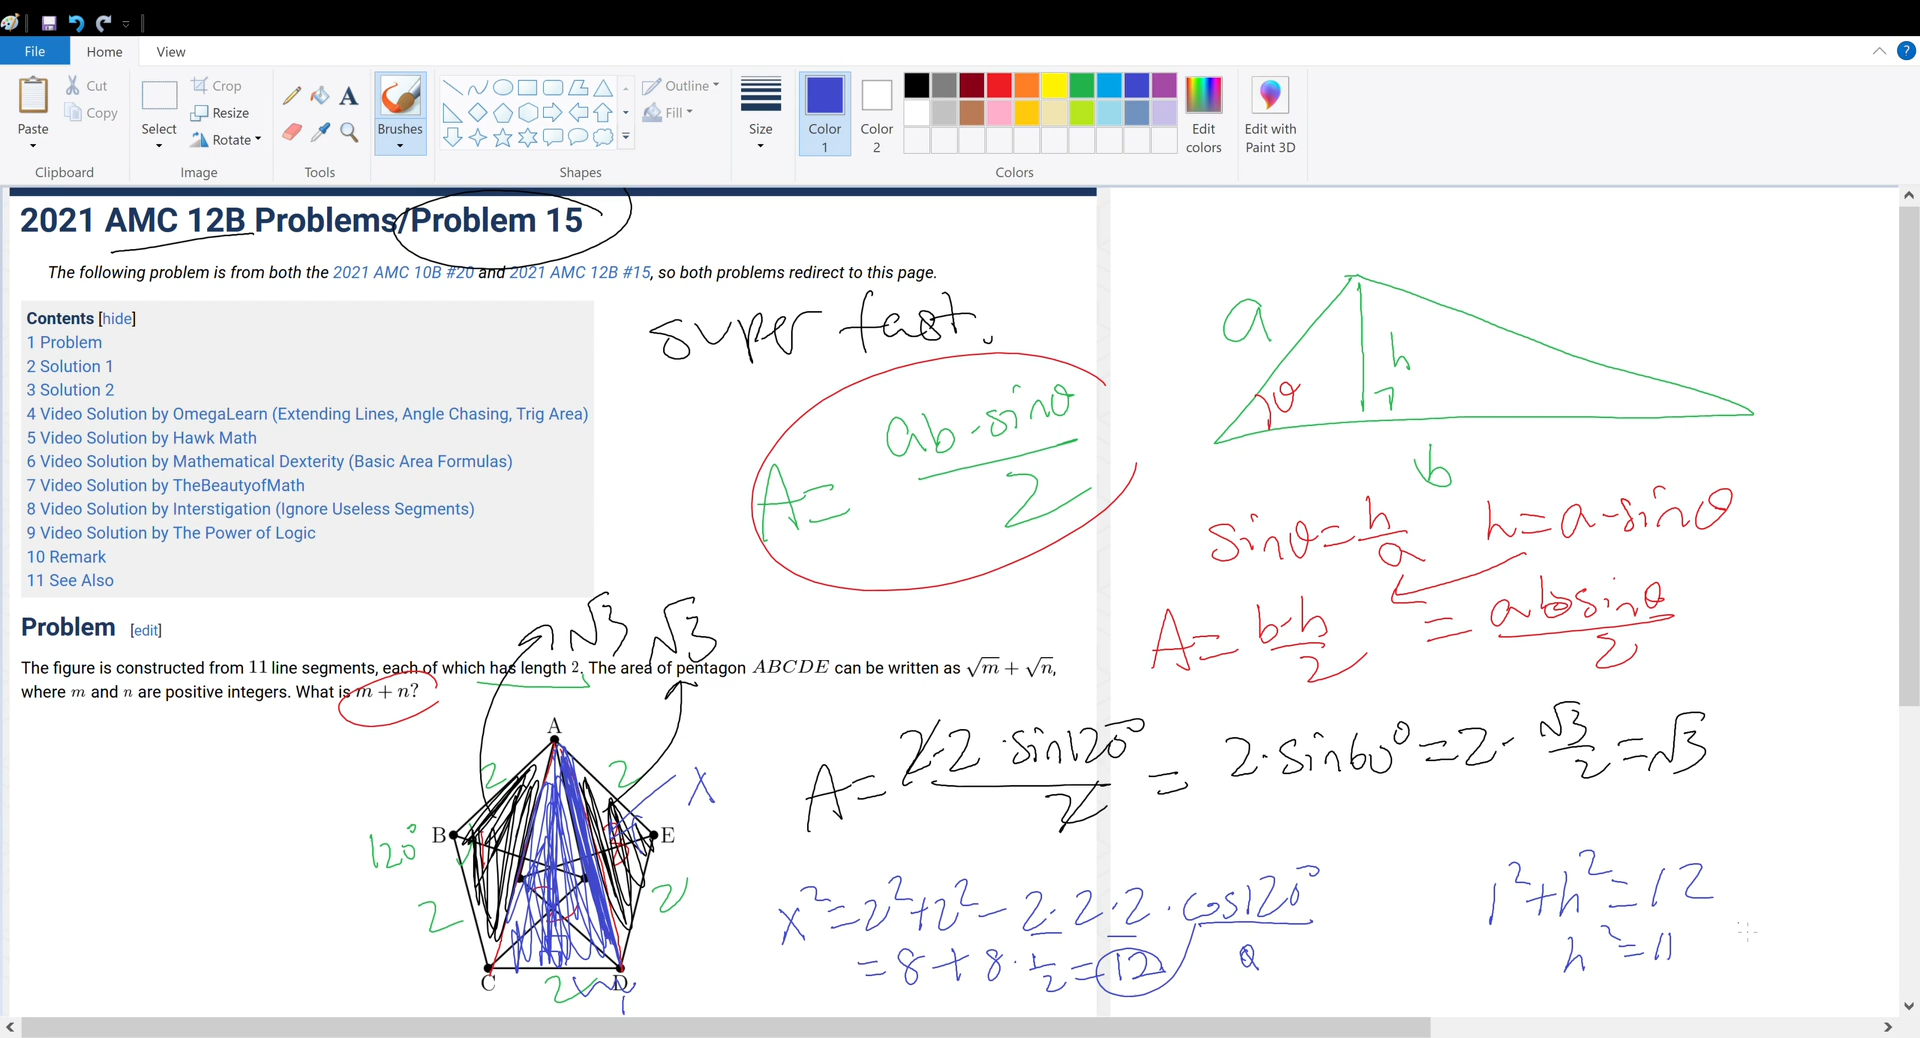 File Home View
Paste Cut Copy Select Crop Resize Rotate Brushes Outline Fill Size Color 1 Color 2 Edit colors Edit with Paint 3D
Clipboard Image Tools Shapes Colors
2021 AMC 12B Problems/Problem 15
The following problem is from both the 2021 AMC 10B #20 and 2021 AMC 12B #15, so both problems redirect to this page.
Contents [hide]
1 Problem
2 Solution 1
3 Solution 2
4 Video Solution by OmegaLearn (Extending Lines, Angle Chasing, Trig Area)
5 Video Solution by Hawk Math
6 Video Solution by Mathematical Dexterity (Basic Area Formulas)
7 Video Solution by TheBeautyofMath
8 Video Solution by Interstigation (Ignore Useless Segments)
9 Video Solution by The Power of Logic
10 Remark
11 See Also
super fast.
A = ab·sinθ / 2
a
h
θ
b
sinθ = h/a h = a·sinθ
A = b·h/2 = ab sinθ / 2
√3 √3
Problem [edit]
The figure is constructed from 11 line segments, each of which has length 2. The area of pentagon ABCDE can be written as √m + √n,
where m and n are positive integers. What is m + n?
A
2 2 x
120° B E
2 2
C 2 D
1
A = 2·2·sin120° / 2 = 2·sin60° = 2·√3/2 = √3
x² = 2² + 2² − 2·2·2·cos120°
= 8 + 8·1/2 = 12
1² + h² = 12
h² = 11